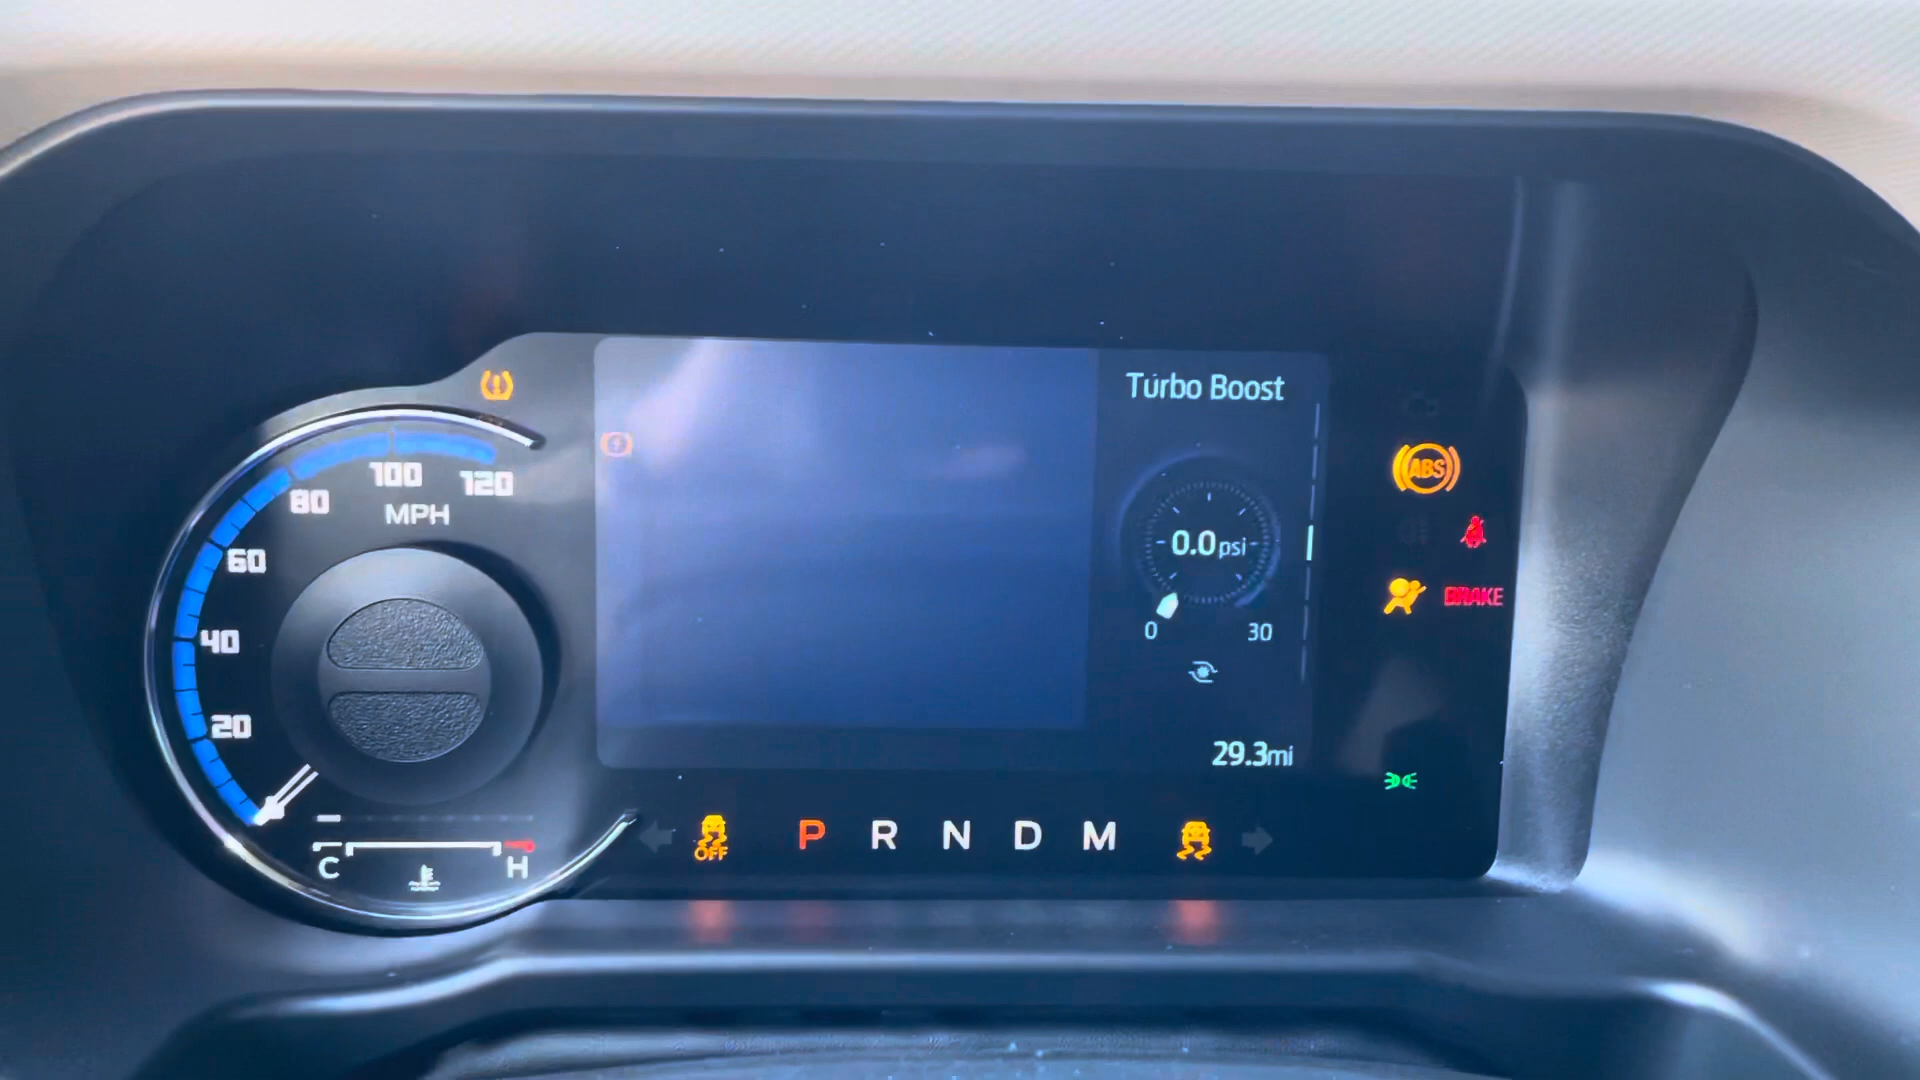 Turbo Boost
100
120
80
MPH
ABS
60
0.0psi
BRAKE
0
30
40
20
29.3mi
OFF
P R N D M
C
H